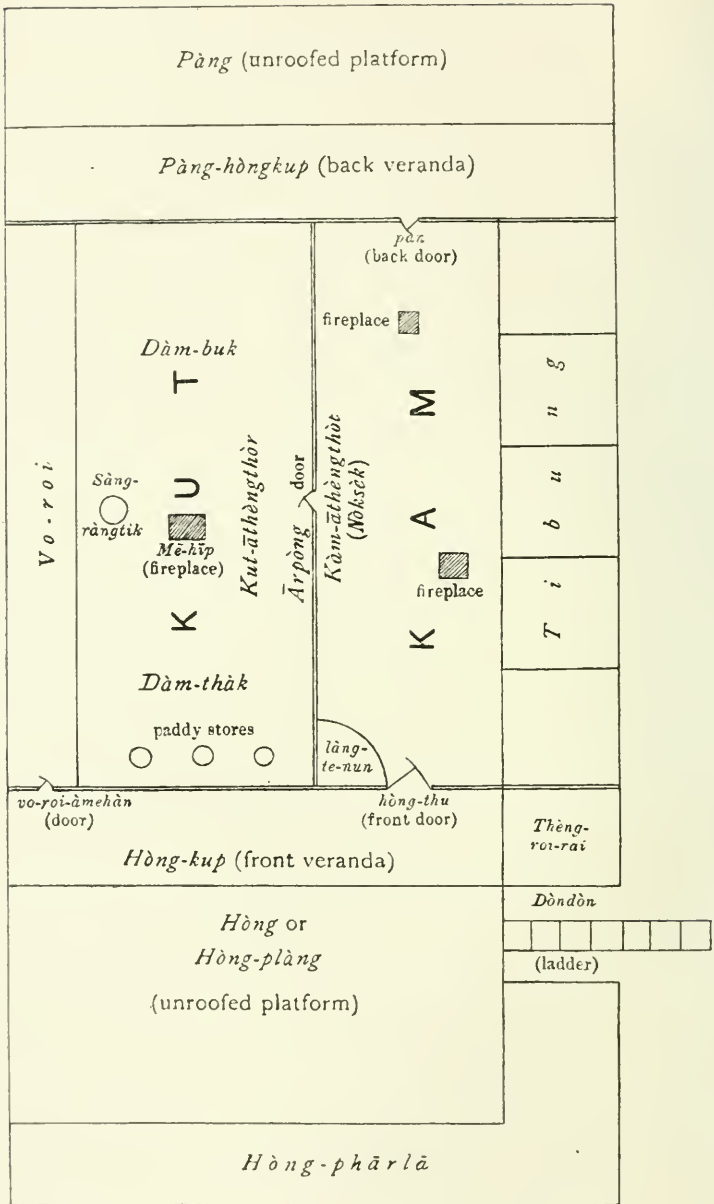 Pàng (unroofed platform)
Pàng-hòngkup (back veranda)
(back door)
fireplace
Dàm-buk
Vo-roi
Sàng-
ràngtik
Mē-hīp
(fireplace)
KUT
Kut-āthèngthòr
Ārpòng door
Kàm-āthèngthòt
(Nòksèk)
KAM
fireplace
Tibung
Dàm-thàk
paddy stores
làng-
te-nun
vo-roi-àmehàn
(door)
hòng-thu
(front door)
Hòng-kup (front veranda)
Thèng-
roi-rai
Hòng or
Hòng-plàng
(unroofed platform)
Dòndòn
(ladder)
Hòng-phārlā